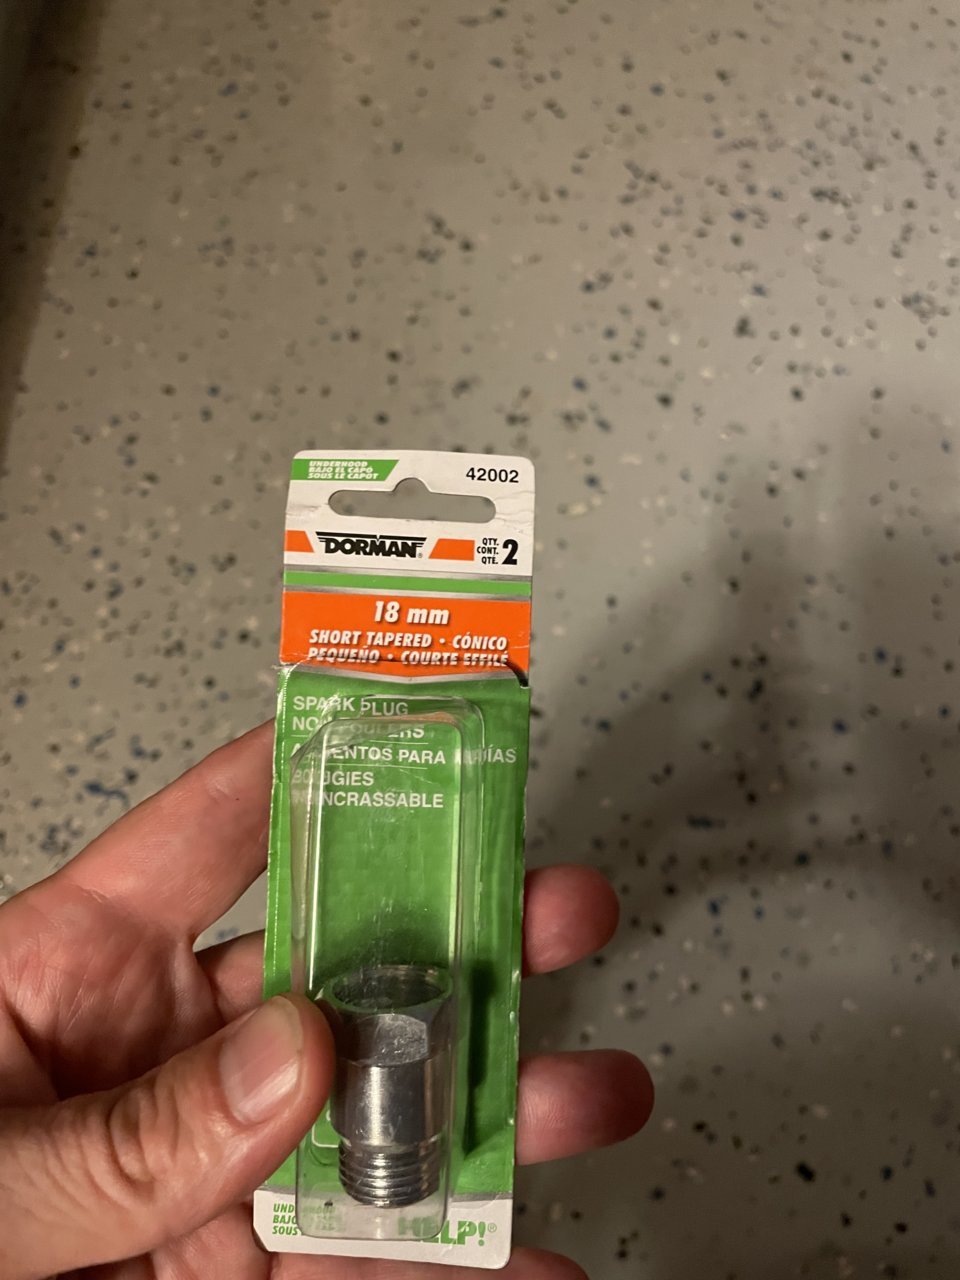 UNDERHOOD
BAJO EL CAPO
SOUS LE CAPOT
42002
DORMAN®
QTY.
CONT.
QTÉ.
2
18 mm
SHORT TAPERED • CÓNICO
PEQUEÑO • COURTE EFFILÉ
SPARK PLUG
PARA
BOUGIES
HELP!®